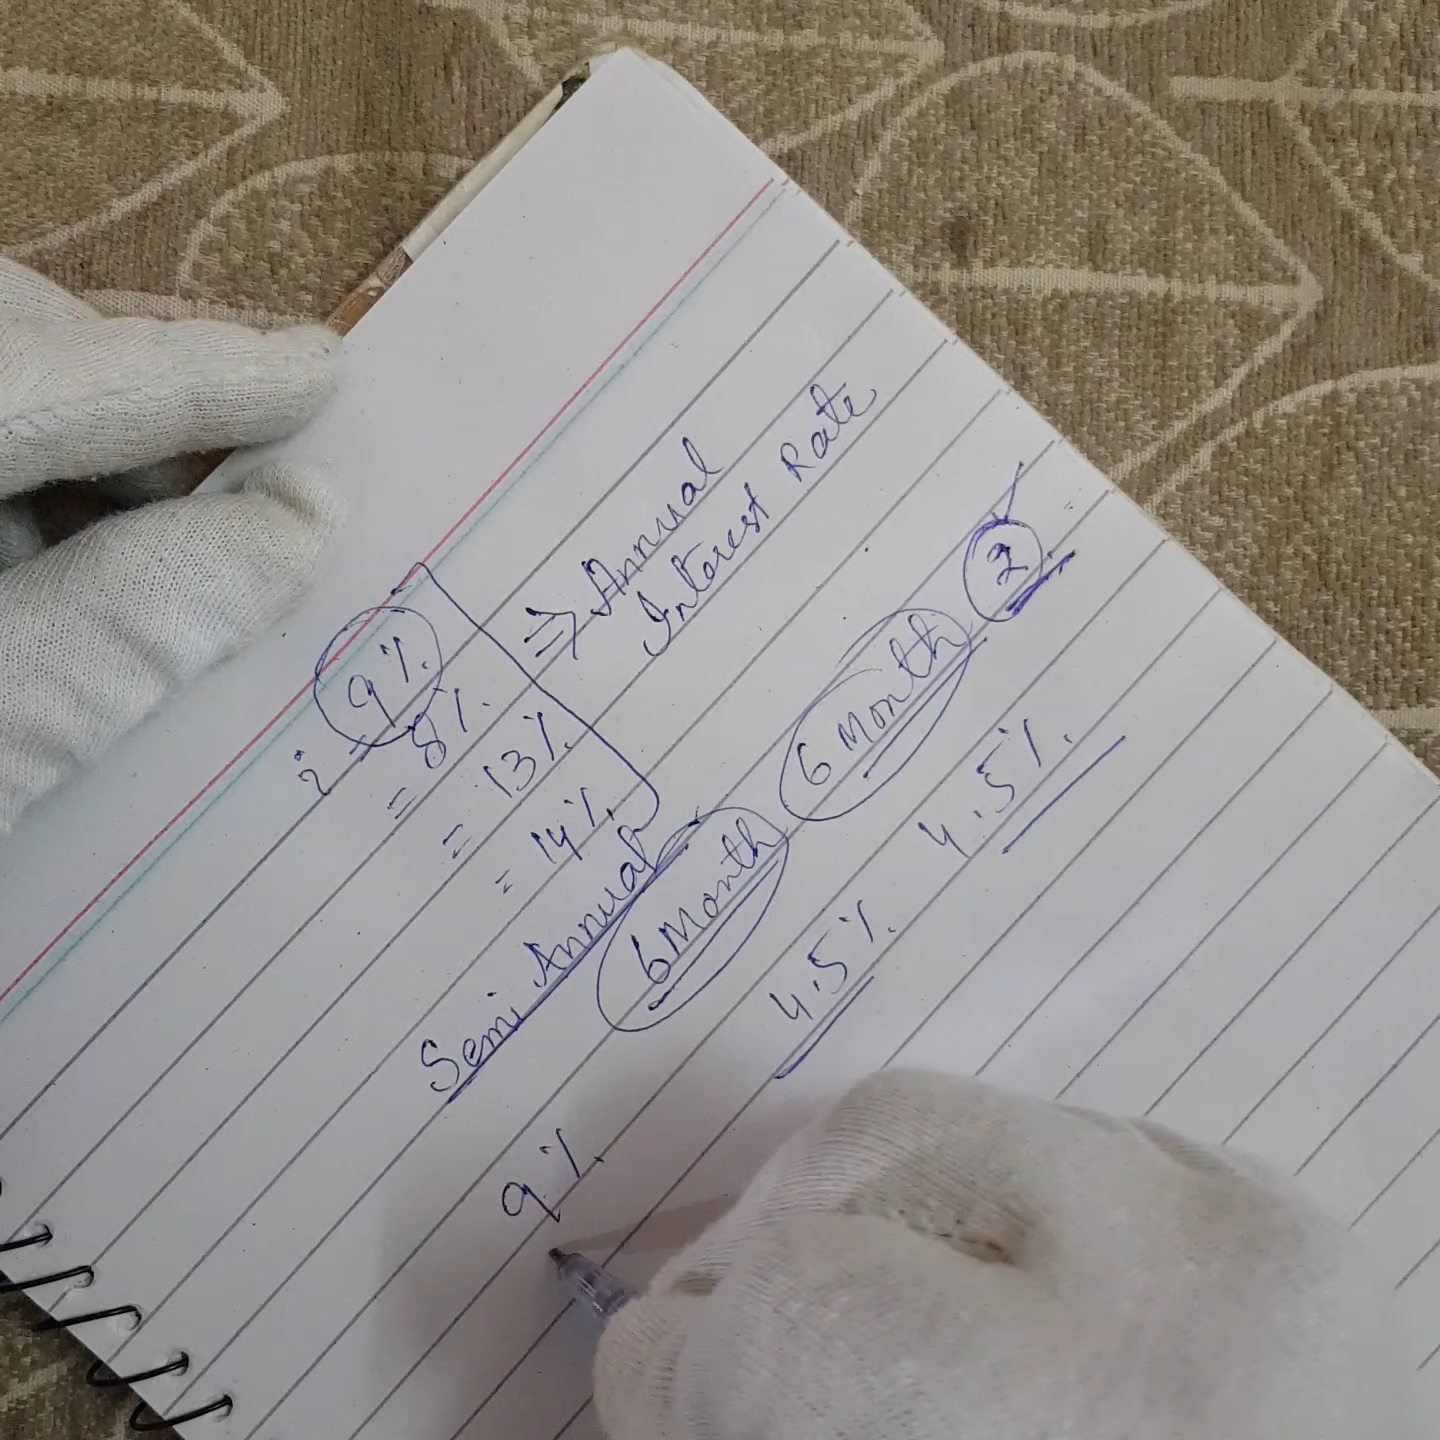 i = 9%
= 8%
= 13%
= 14%
⇒ Annual
Interest Rate
Semi Annual
6 Month 6 Month 2
4.5% 4.5%
9%